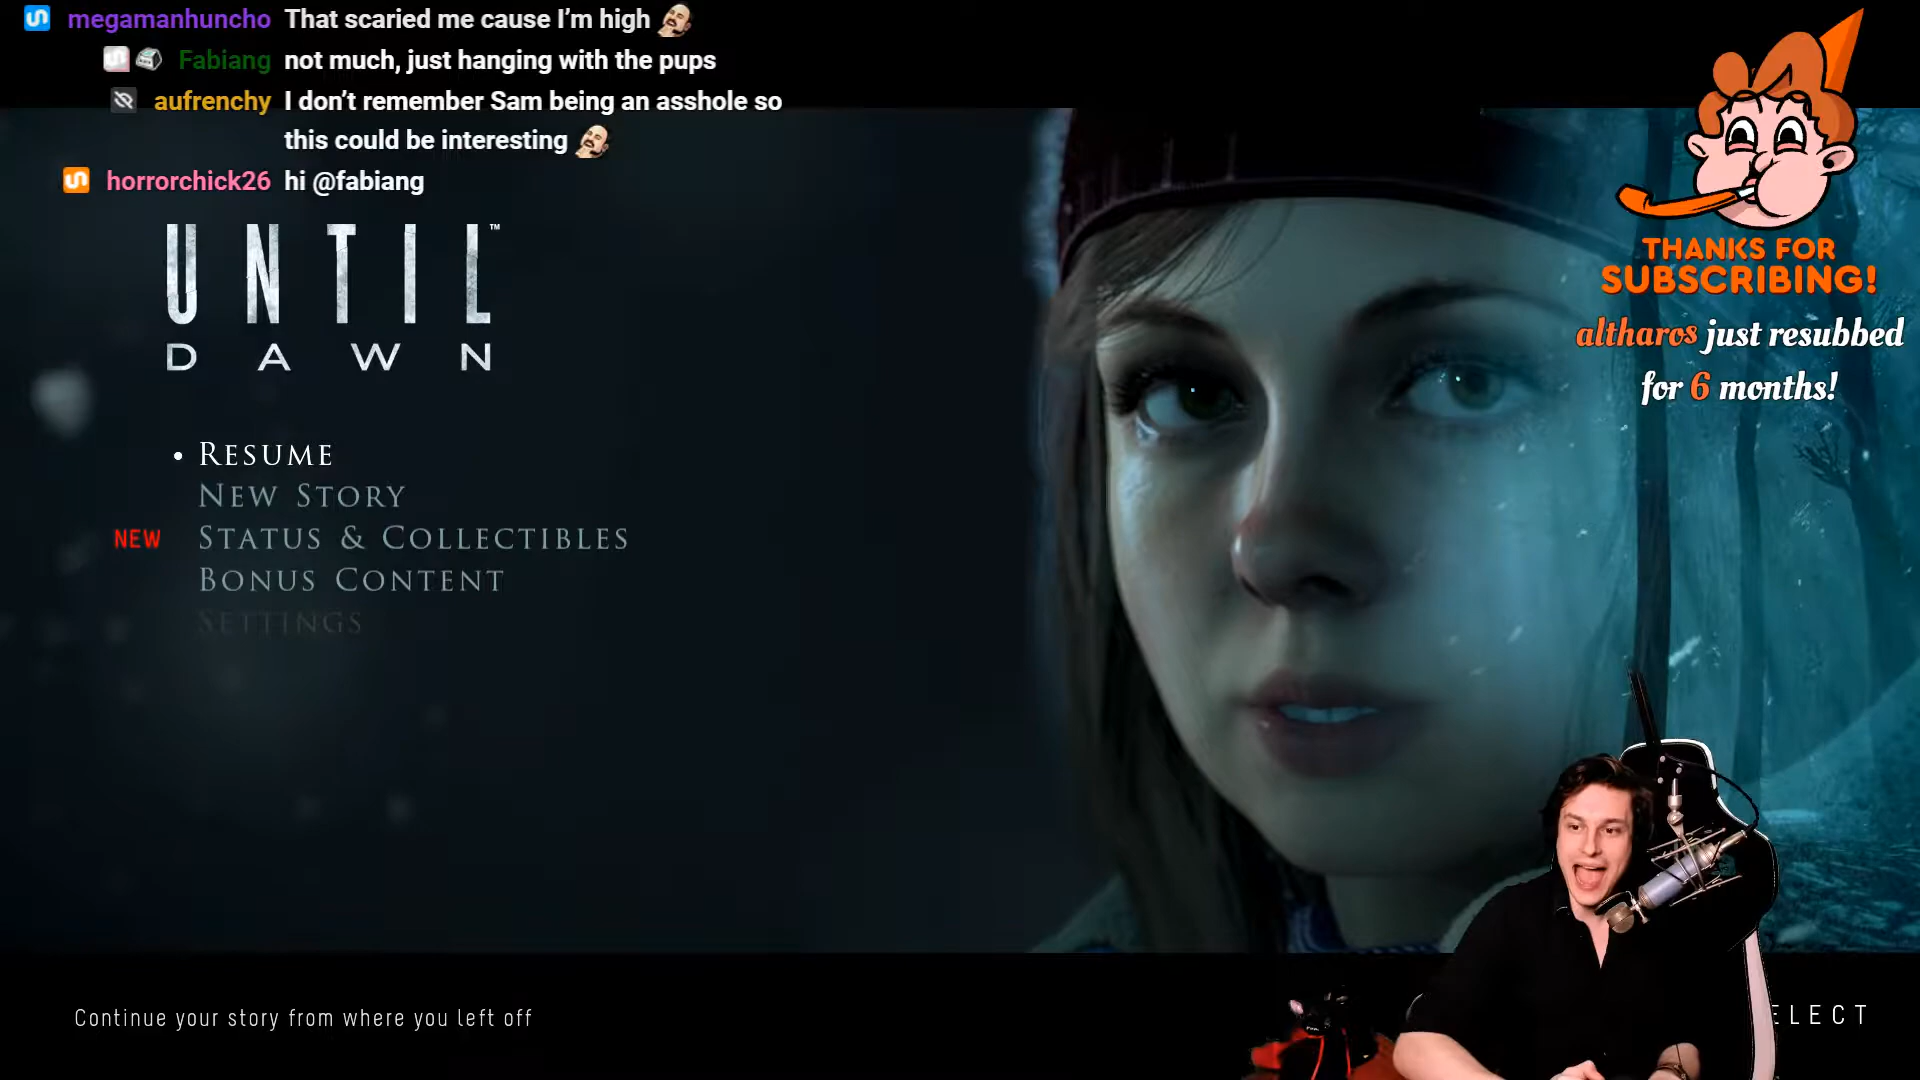 megamanhuncho That scaried me cause I'm high
Fabiang not much, just hanging with the pups
aufrenchy I don't remember Sam being an asshole so
this could be interesting
horrorchick26 hi @fabiang
UNTIL™
DAWN
• RESUME
NEW STORY
NEW STATUS & COLLECTIBLES
BONUS CONTENT
SETTINGS
THANKS FOR
SUBSCRIBING!
altharos just resubbed
for 6 months!
Continue your story from where you left off
ELECT